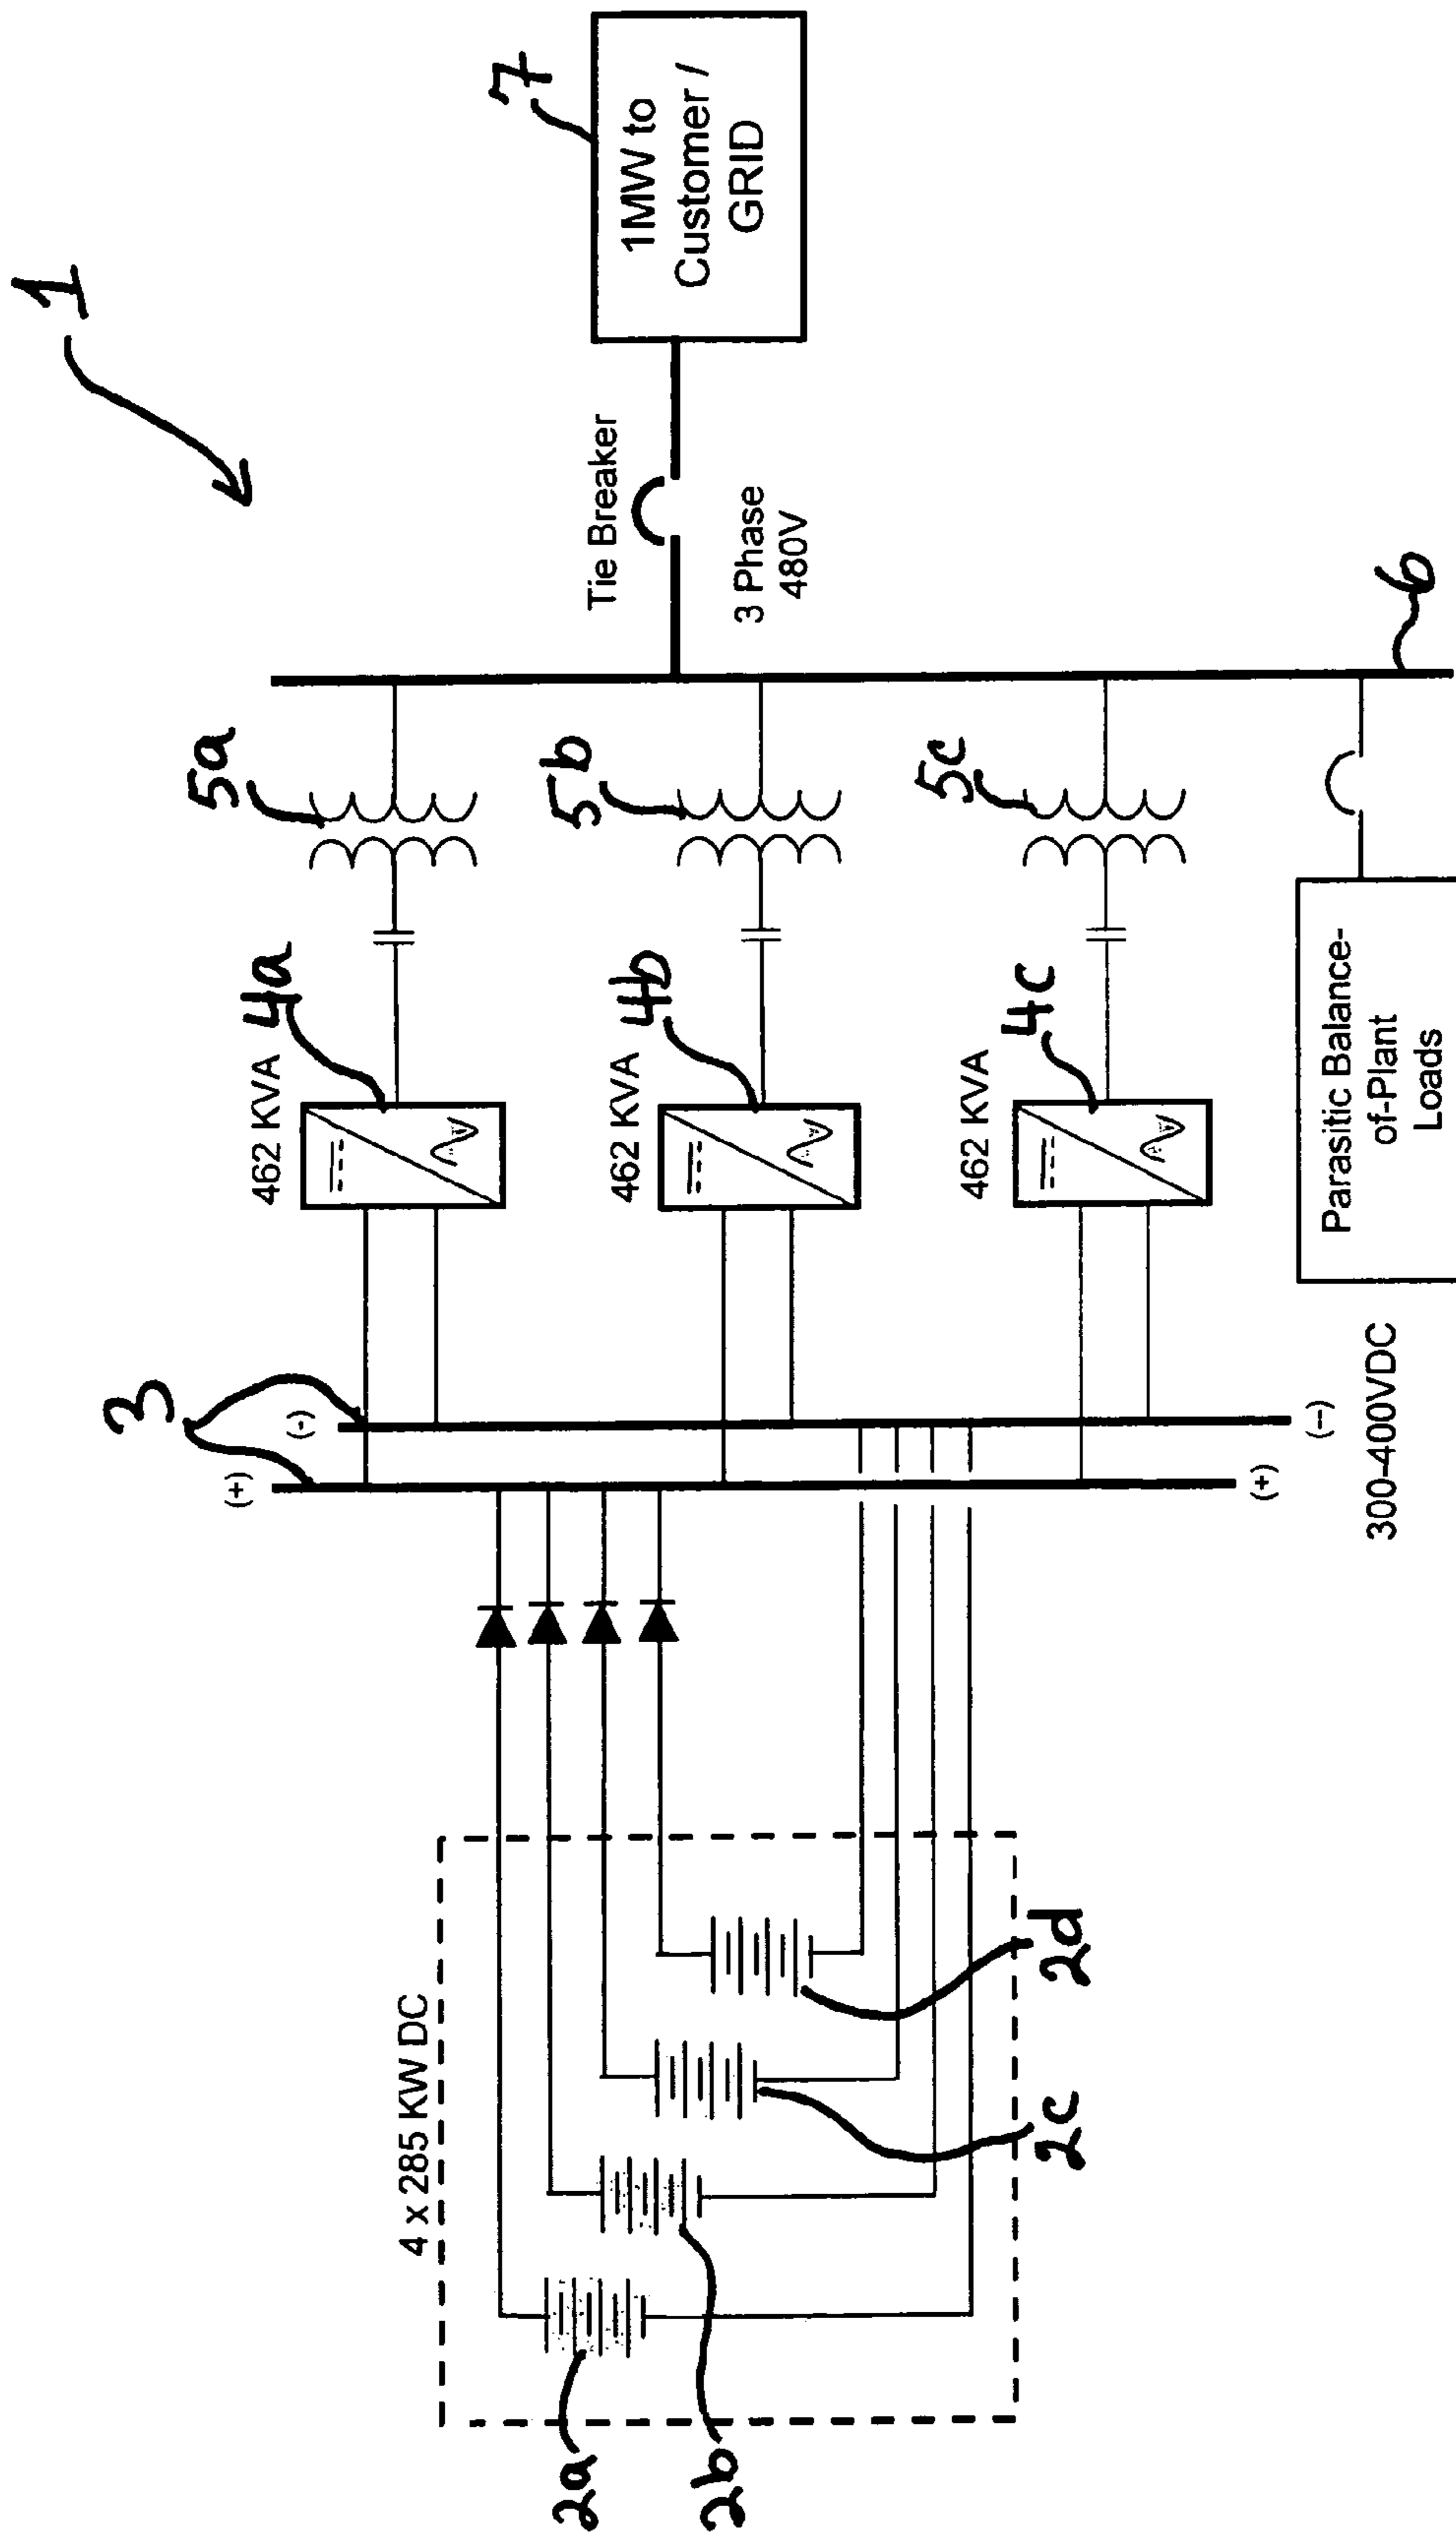 1
4 x 285 KW DC
2a
2b
2c
2d
3
(+)
(-)
(+)
(-)
300-400VDC
462 KVA
4a
462 KVA
4b
462 KVA
4c
5a
5b
5c
Parasitic Balance-
of-Plant
Loads
6
Tie Breaker
3 Phase
480V
7
1MW to
Customer /
GRID